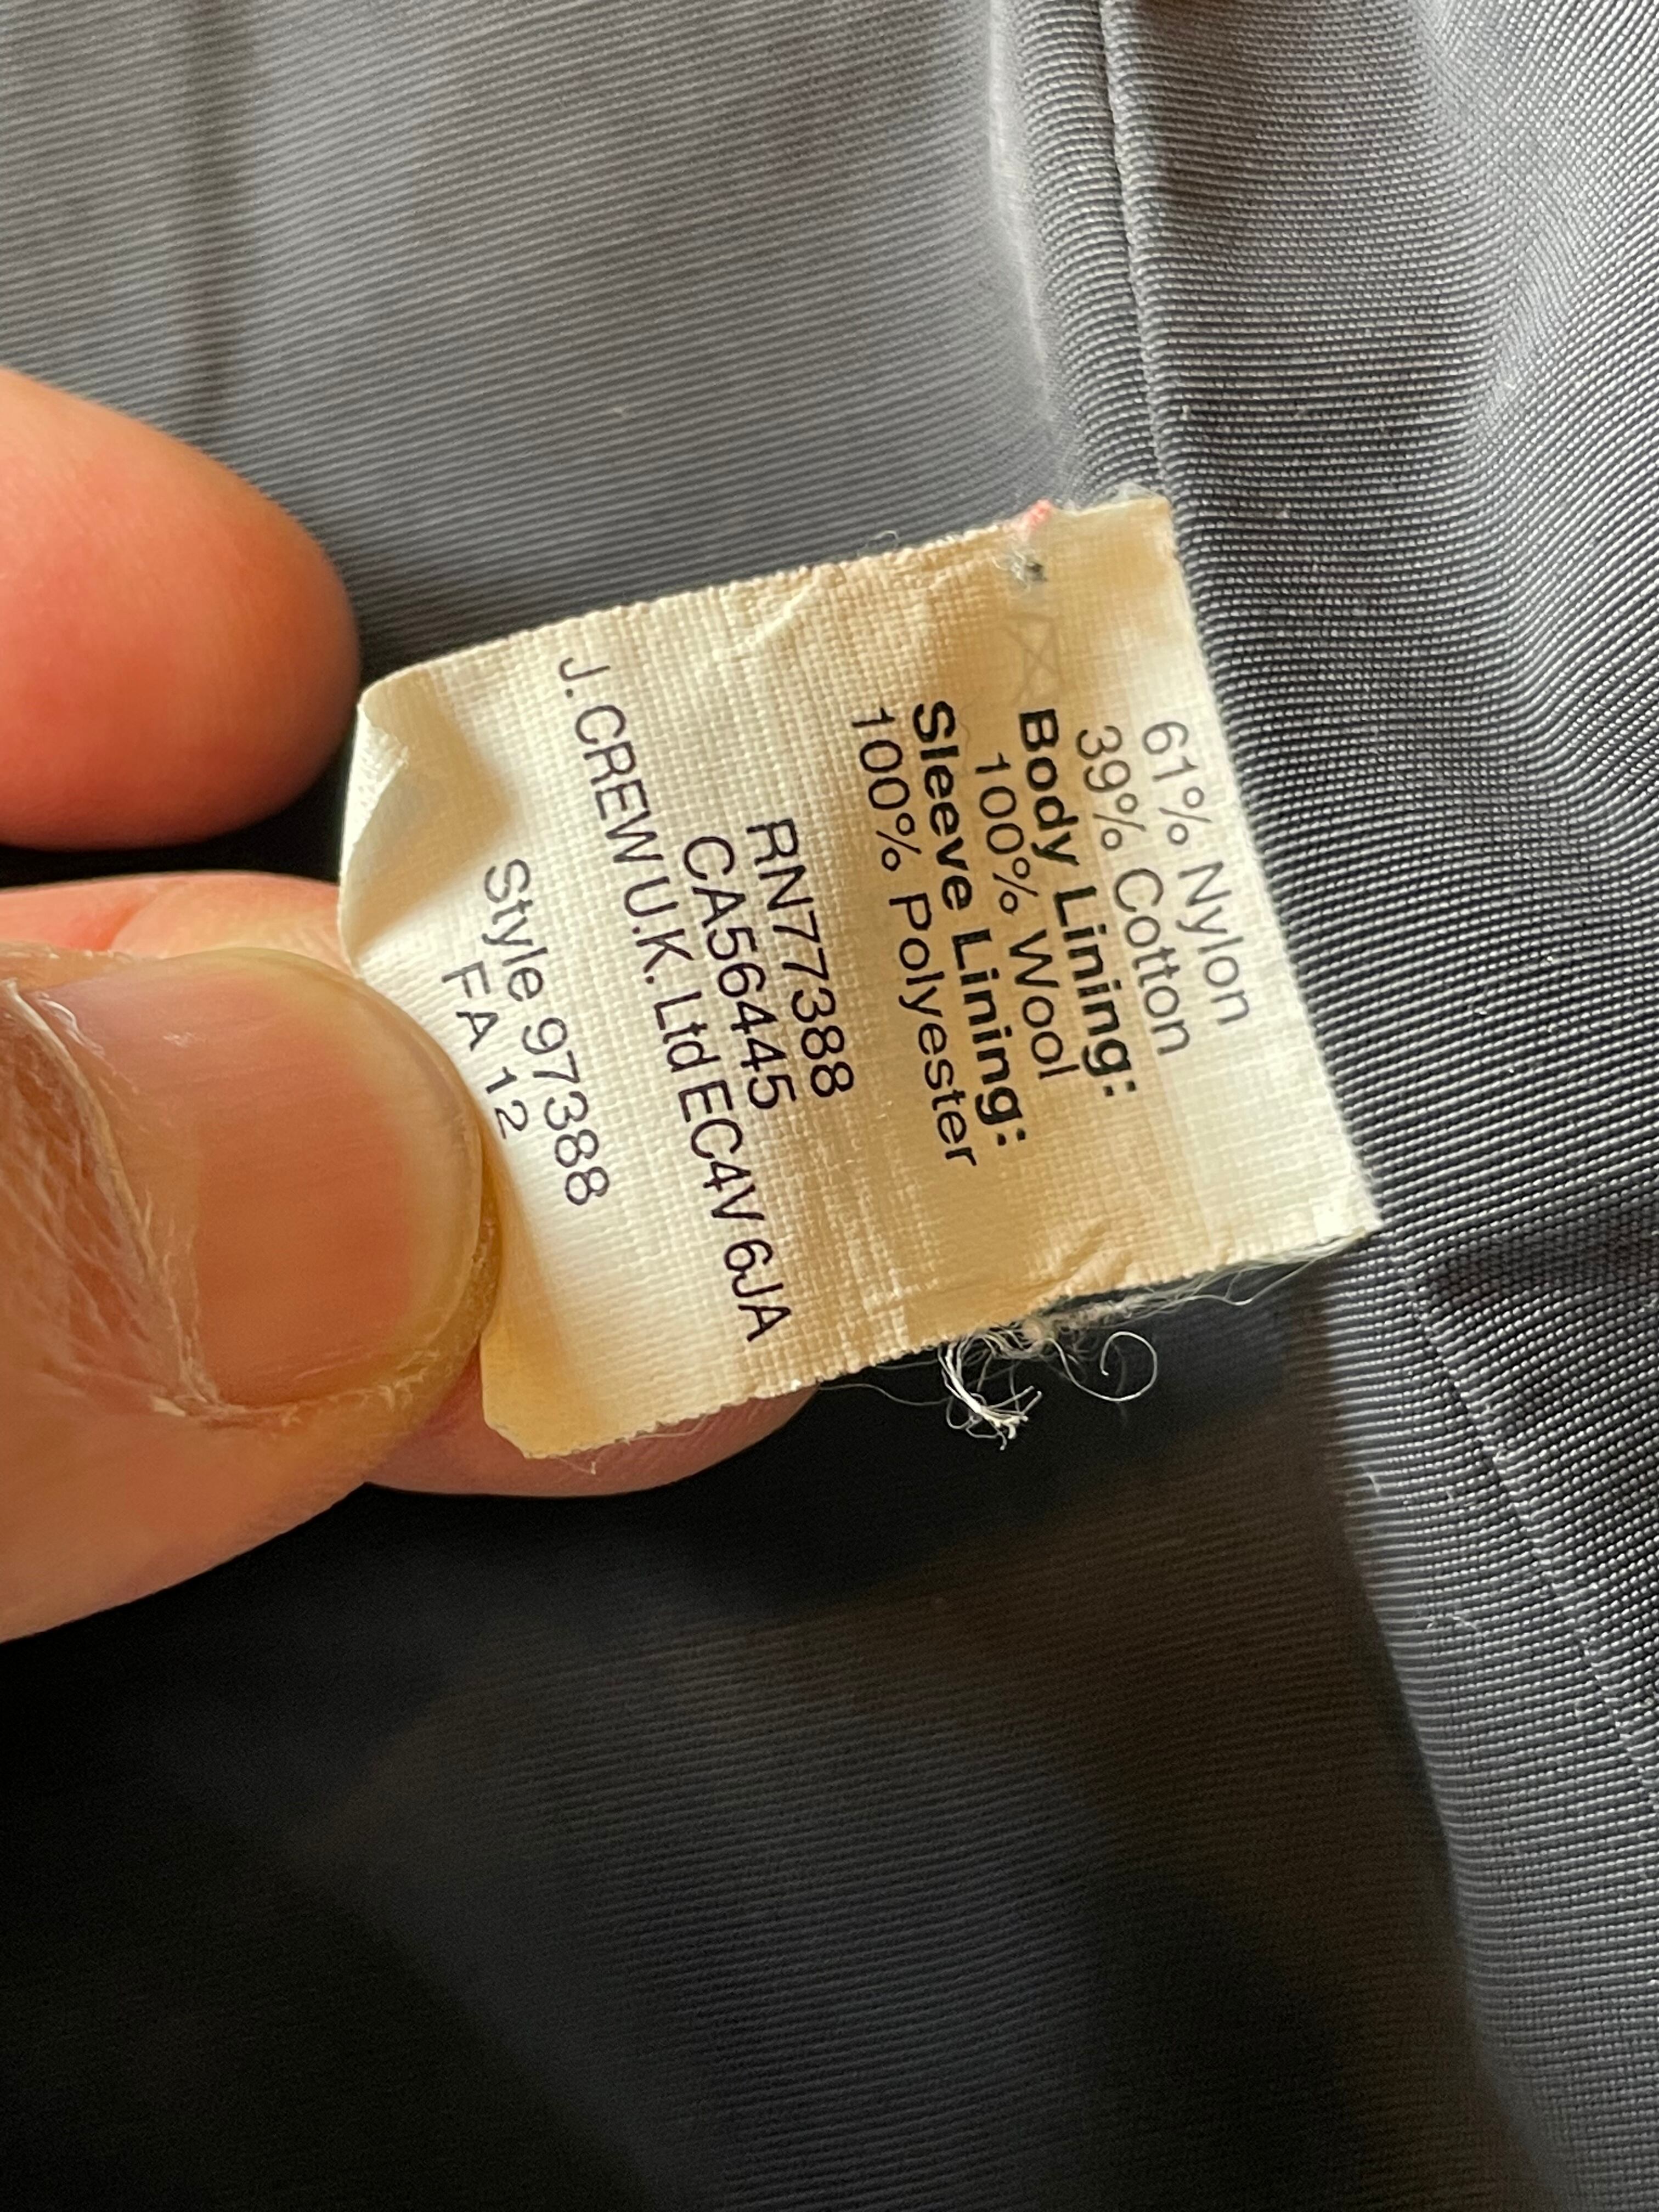 61% Nylon
39% Cotton
Body Lining:
100% Wool
Sleeve Lining:
100% Polyester
RN77388
CA56445
J.CREW U.K. Ltd EC4V 6JA
Style 97388
FA 12